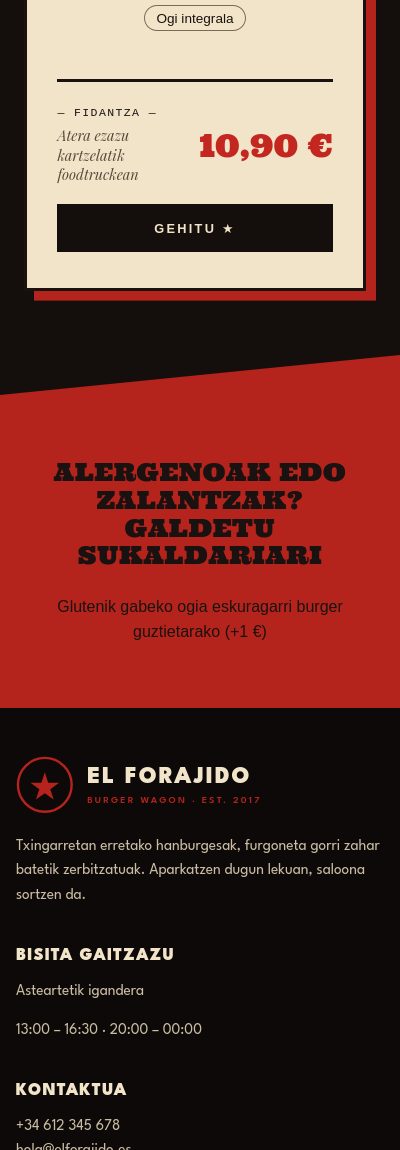 Ogi integrala
— FIDANTZA —
Atera ezazu
kartzelatik
foodtruckean
10,90 €
GEHITU ★
ALERGENOAK EDO
ZALANTZAK?
GALDETU
SUKALDARIARI
Glutenik gabeko ogia eskuragarri burger
guztietarako (+1 €)
EL FORAJIDO
BURGER WAGON · EST. 2017
Txingarretan erretako hanburgesak, furgoneta gorri zahar
batetik zerbitzatuak. Aparkatzen dugun lekuan, saloona
sortzen da.
BISITA GAITZAZU
Asteartetik igandera
13:00 – 16:30 · 20:00 – 00:00
KONTAKTUA
+34 612 345 678
hola@elforajido.es